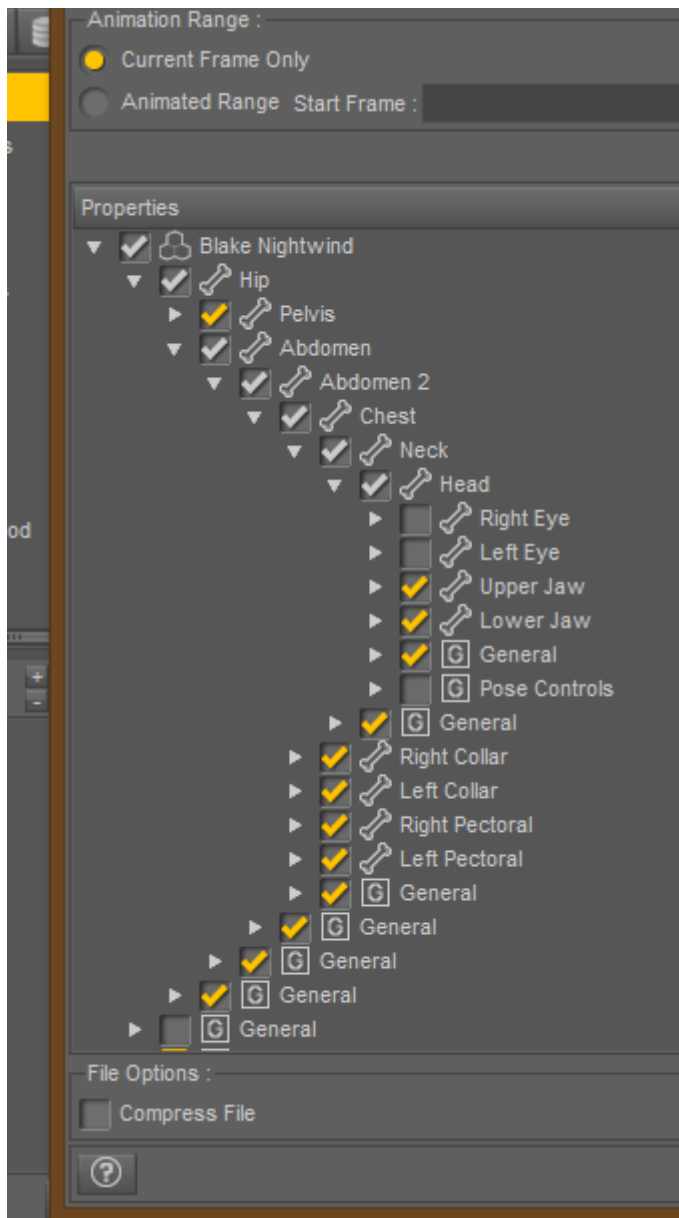 Animation Range :
Current Frame Only
Animated Range Start Frame :
s
Properties
Blake Nightwind
Hip
Pelvis
Abdomen
Abdomen 2
Chest
Neck
Head
Right Eye
od
Left Eye
Upper Jaw
Lower Jaw
G General
G Pose Controls
G General
Right Collar
Left Collar
Right Pectoral
Left Pectoral
G General
G General
G General
G General
G General
File Options :
Compress File
?